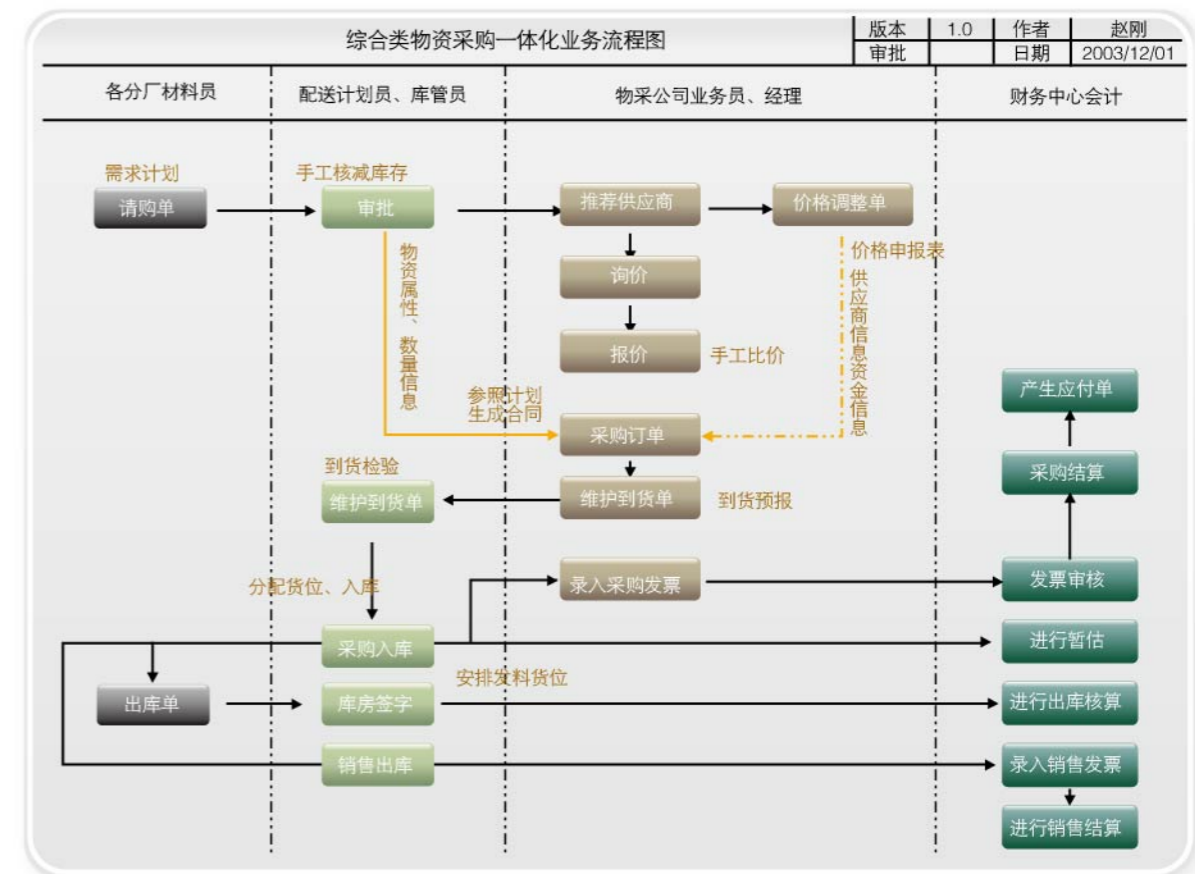 综合类物资采购一体化业务流程图
版本 1.0 作者 赵刚
审批 日期 2003/12/01
各分厂材料员 配送计划员、库管员 物采公司业务员、经理 财务中心会计
需求计划 手工核减库存
请购单 审批 推荐供应商 价格调整单
物资属性、数量信息
价格申报表
供应商信息资金信息
询价
报价 手工比价
产生应付单
参照计划
生成合同
采购订单
到货检验
采购结算
维护到货单 维护到货单 到货预报
分配货位、入库
录入采购发票 发票审核
采购入库 进行暂估
安排发料货位
出库单 库房签字 进行出库核算
销售出库 录入销售发票
进行销售结算